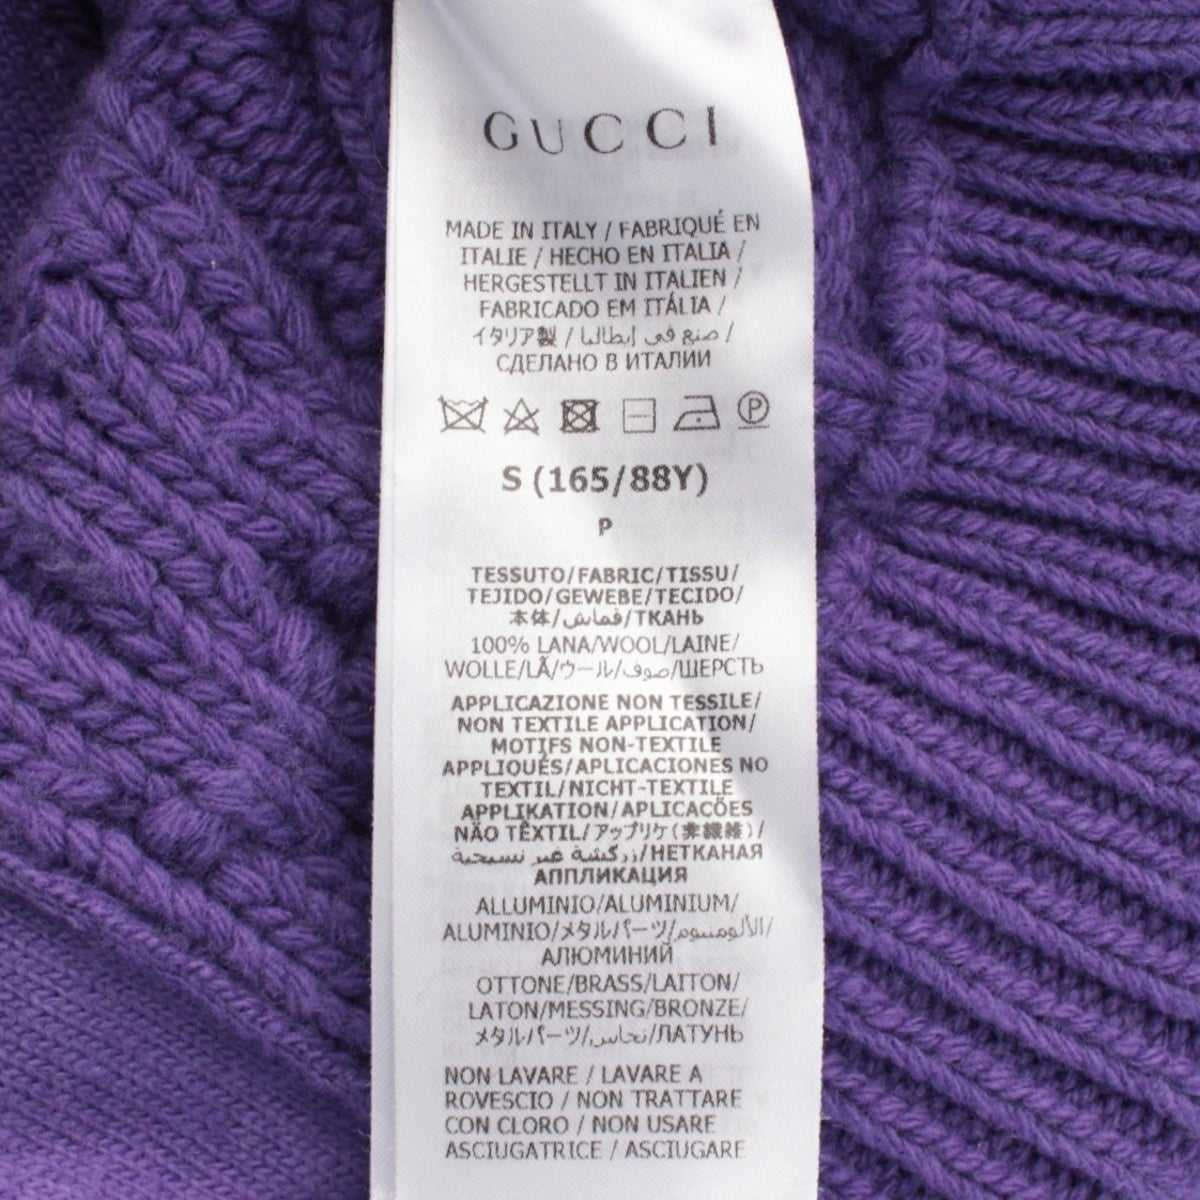 GUCCI
MADE IN ITALY / FABRIQUÉ EN
ITALIE / HECHO EN ITALIA /
HERGESTELLT IN ITALIEN /
FABRICADO EM ITÁLIA /
イタリア製 / صنع في إيطاليا /
СДЕЛАНО В ИТАЛИИ
P
S (165/88Y)
P
TESSUTO/FABRIC/TISSU/
TEJIDO/GEWEBE/TECIDO/
本体/قماش/ТКАНЬ
100% LANA/WOOL/LAINE/
WOLLE/LÃ/ウール/صوف/ШЕРСТЬ
APPLICAZIONE NON TESSILE/
NON TEXTILE APPLICATION/
MOTIFS NON-TEXTILE
APPLIQUÉS/APLICACIONES NO
TEXTIL/NICHT-TEXTILE
APPLIKATION/APLICACÕES
NÃO TÊXTIL/アップリケ(非繊維)/
زركشة غير نسيجية/НЕТКАНАЯ
АППЛИКАЦИЯ
ALLUMINIO/ALUMINIUM/
ALUMINIO/メタルパーツ/الألومنيوم/
АЛЮМИНИЙ
OTTONE/BRASS/LAITON/
LATON/MESSING/BRONZE/
メタルパーツ/نحاس/ЛАТУНЬ
NON LAVARE / LAVARE A
ROVESCIO / NON TRATTARE
CON CLORO / NON USARE
ASCIUGATRICE / ASCIUGARE